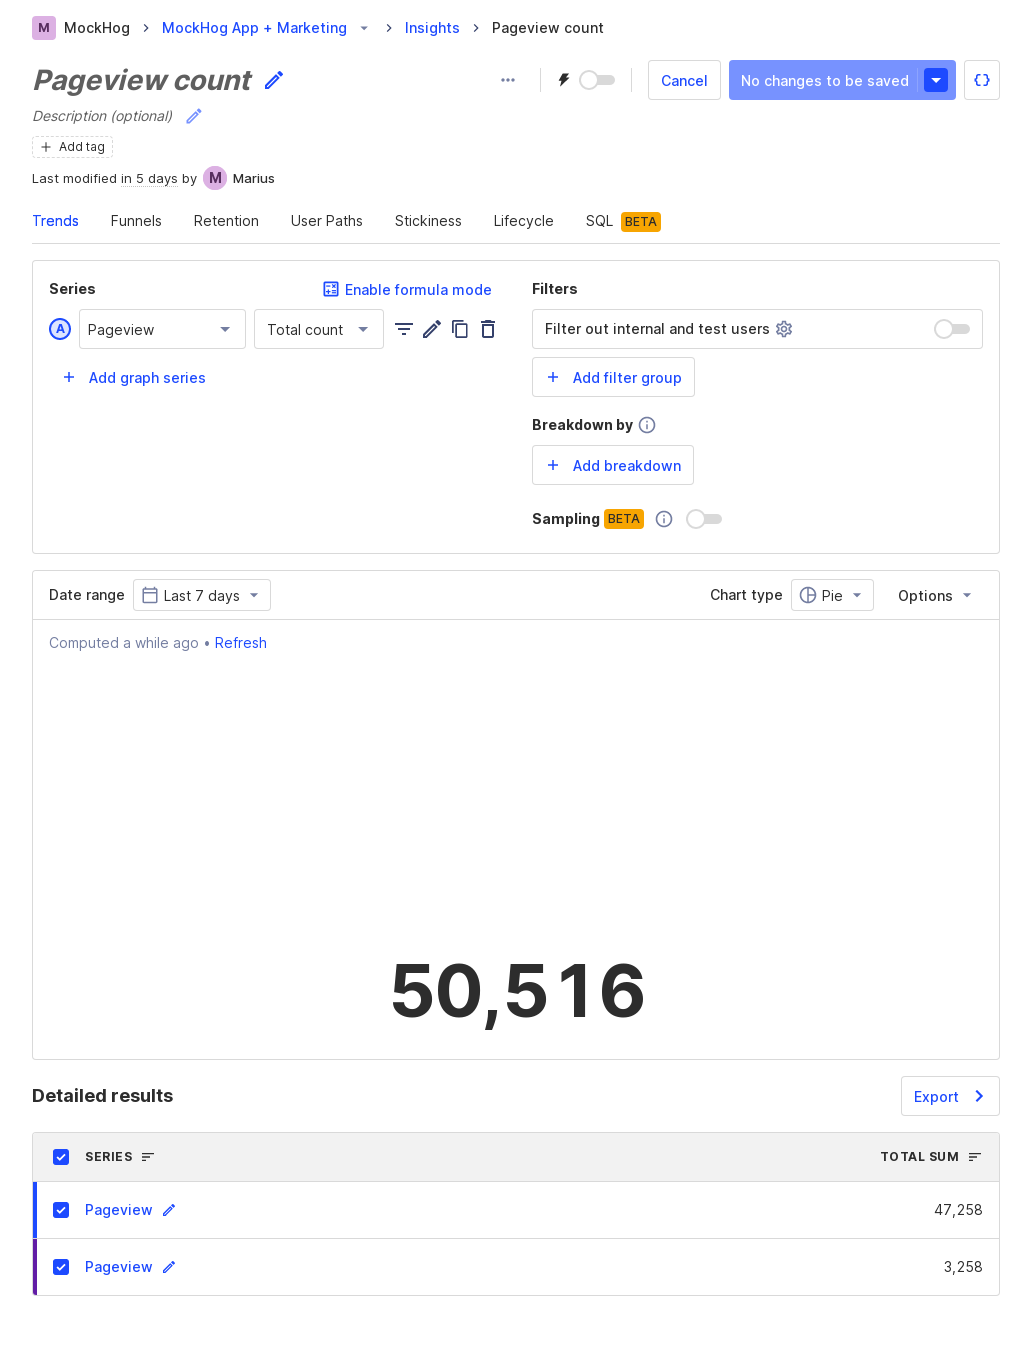 M MockHog > MockHog App + Marketing > Insights > Pageview count
Pageview count
Cancel
No changes to be saved
{}
Description (optional)
+ Add tag
Last modified in 5 days by M Marius
Trends Funnels Retention User Paths Stickiness Lifecycle SQL BETA
Series
Enable formula mode
A Pageview Total count
+ Add graph series
Filters
Filter out internal and test users
+ Add filter group
Breakdown by
+ Add breakdown
Sampling BETA
Date range Last 7 days
Chart type Pie Options
Computed a while ago • Refresh
50,516
Detailed results
Export
SERIES TOTAL SUM
Pageview 47,258
Pageview 3,258